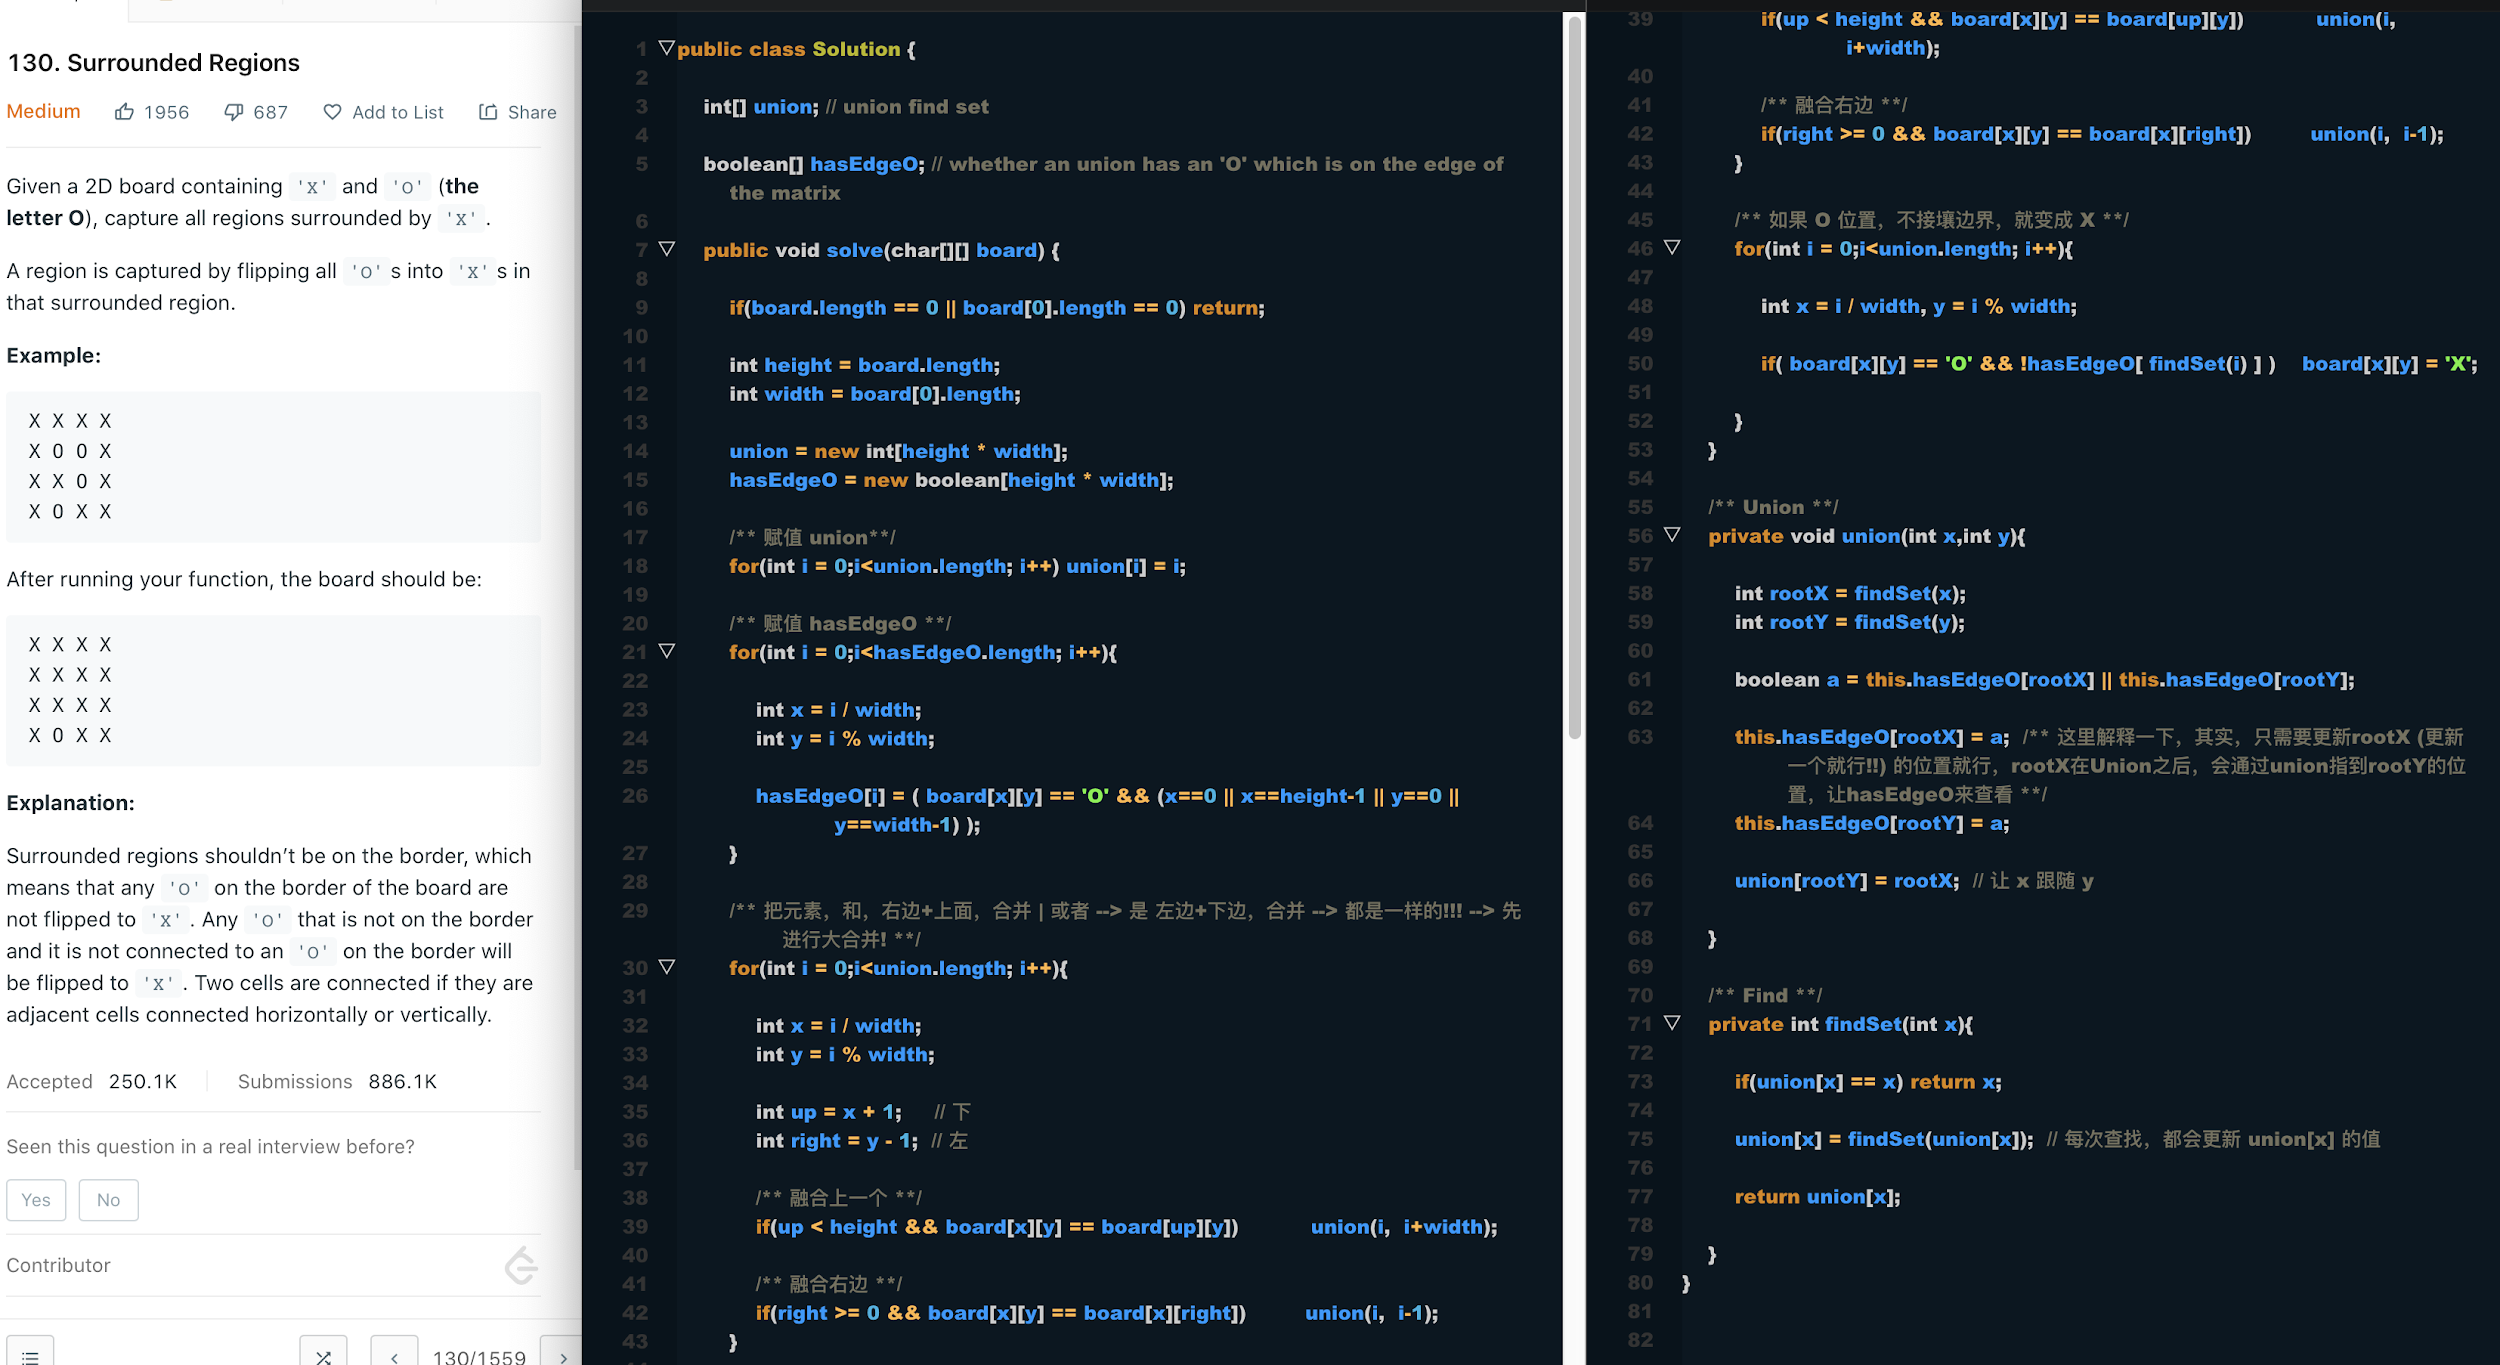 130. Surrounded Regions
Medium 1956 687 Add to List Share
Given a 2D board containing 'X' and 'O' (the
letter O), capture all regions surrounded by 'X'.
A region is captured by flipping all 'O's into 'X's in
that surrounded region.
Example:
X X X X
X O O X
X X O X
X O X X
After running your function, the board should be:
X X X X
X X X X
X X X X
X O X X
Explanation:
Surrounded regions shouldn't be on the border, which
means that any 'O' on the border of the board are
not flipped to 'X'. Any 'O' that is not on the border
and it is not connected to an 'O' on the border will
be flipped to 'X'. Two cells are connected if they are
adjacent cells connected horizontally or vertically.
Accepted 250.1K Submissions 886.1K
Seen this question in a real interview before?
Yes No
Contributor
130/1559
1 public class Solution {
2
3 int[] union; // union find set
4
5 boolean[] hasEdgeO; // whether an union has an 'O' which is on the edge of
the matrix
6
7 public void solve(char[][] board) {
8
9 if(board.length == 0 || board[0].length == 0) return;
10
11 int height = board.length;
12 int width = board[0].length;
13
14 union = new int[height * width];
15 hasEdgeO = new boolean[height * width];
16
17 /** 赋值 union**/
18 for(int i = 0;i<union.length; i++) union[i] = i;
19
20 /** 赋值 hasEdgeO **/
21 for(int i = 0;i<hasEdgeO.length; i++){
22
23 int x = i / width;
24 int y = i % width;
25
26 hasEdgeO[i] = ( board[x][y] == 'O' && (x==0 || x==height-1 || y==0 ||
y==width-1) );
27 }
28
29 /** 把元素，和，右边+上面，合并 | 或者 --> 是 左边+下边，合并 --> 都是一样的!!! --> 先
进行大合并! **/
30 for(int i = 0;i<union.length; i++){
31
32 int x = i / width;
33 int y = i % width;
34
35 int up = x + 1; // 下
36 int right = y - 1; // 左
37
38 /** 融合上一个 **/
39 if(up < height && board[x][y] == board[up][y]) union(i, i+width);
40
41 /** 融合右边 **/
42 if(right >= 0 && board[x][y] == board[x][right]) union(i, i-1);
43 }
39 if(up < height && board[x][y] == board[up][y]) union(i,
i+width);
40
41 /** 融合右边 **/
42 if(right >= 0 && board[x][y] == board[x][right]) union(i, i-1);
43 }
44
45 /** 如果 O 位置，不接壤边界，就变成 X **/
46 for(int i = 0;i<union.length; i++){
47
48 int x = i / width, y = i % width;
49
50 if( board[x][y] == 'O' && !hasEdgeO[ findSet(i) ] ) board[x][y] = 'X';
51
52 }
53 }
54
55 /** Union **/
56 private void union(int x,int y){
57
58 int rootX = findSet(x);
59 int rootY = findSet(y);
60
61 boolean a = this.hasEdgeO[rootX] || this.hasEdgeO[rootY];
62
63 this.hasEdgeO[rootX] = a; /** 这里解释一下，其实，只需要更新rootX (更新
一个就行!!) 的位置就行，rootX在Union之后，会通过union指到rootY的位
置，让hasEdgeO来查看 **/
64 this.hasEdgeO[rootY] = a;
65
66 union[rootY] = rootX; // 让 x 跟随 y
67
68 }
69
70 /** Find **/
71 private int findSet(int x){
72
73 if(union[x] == x) return x;
74
75 union[x] = findSet(union[x]); // 每次查找，都会更新 union[x] 的值
76
77 return union[x];
78
79 }
80 }
81
82